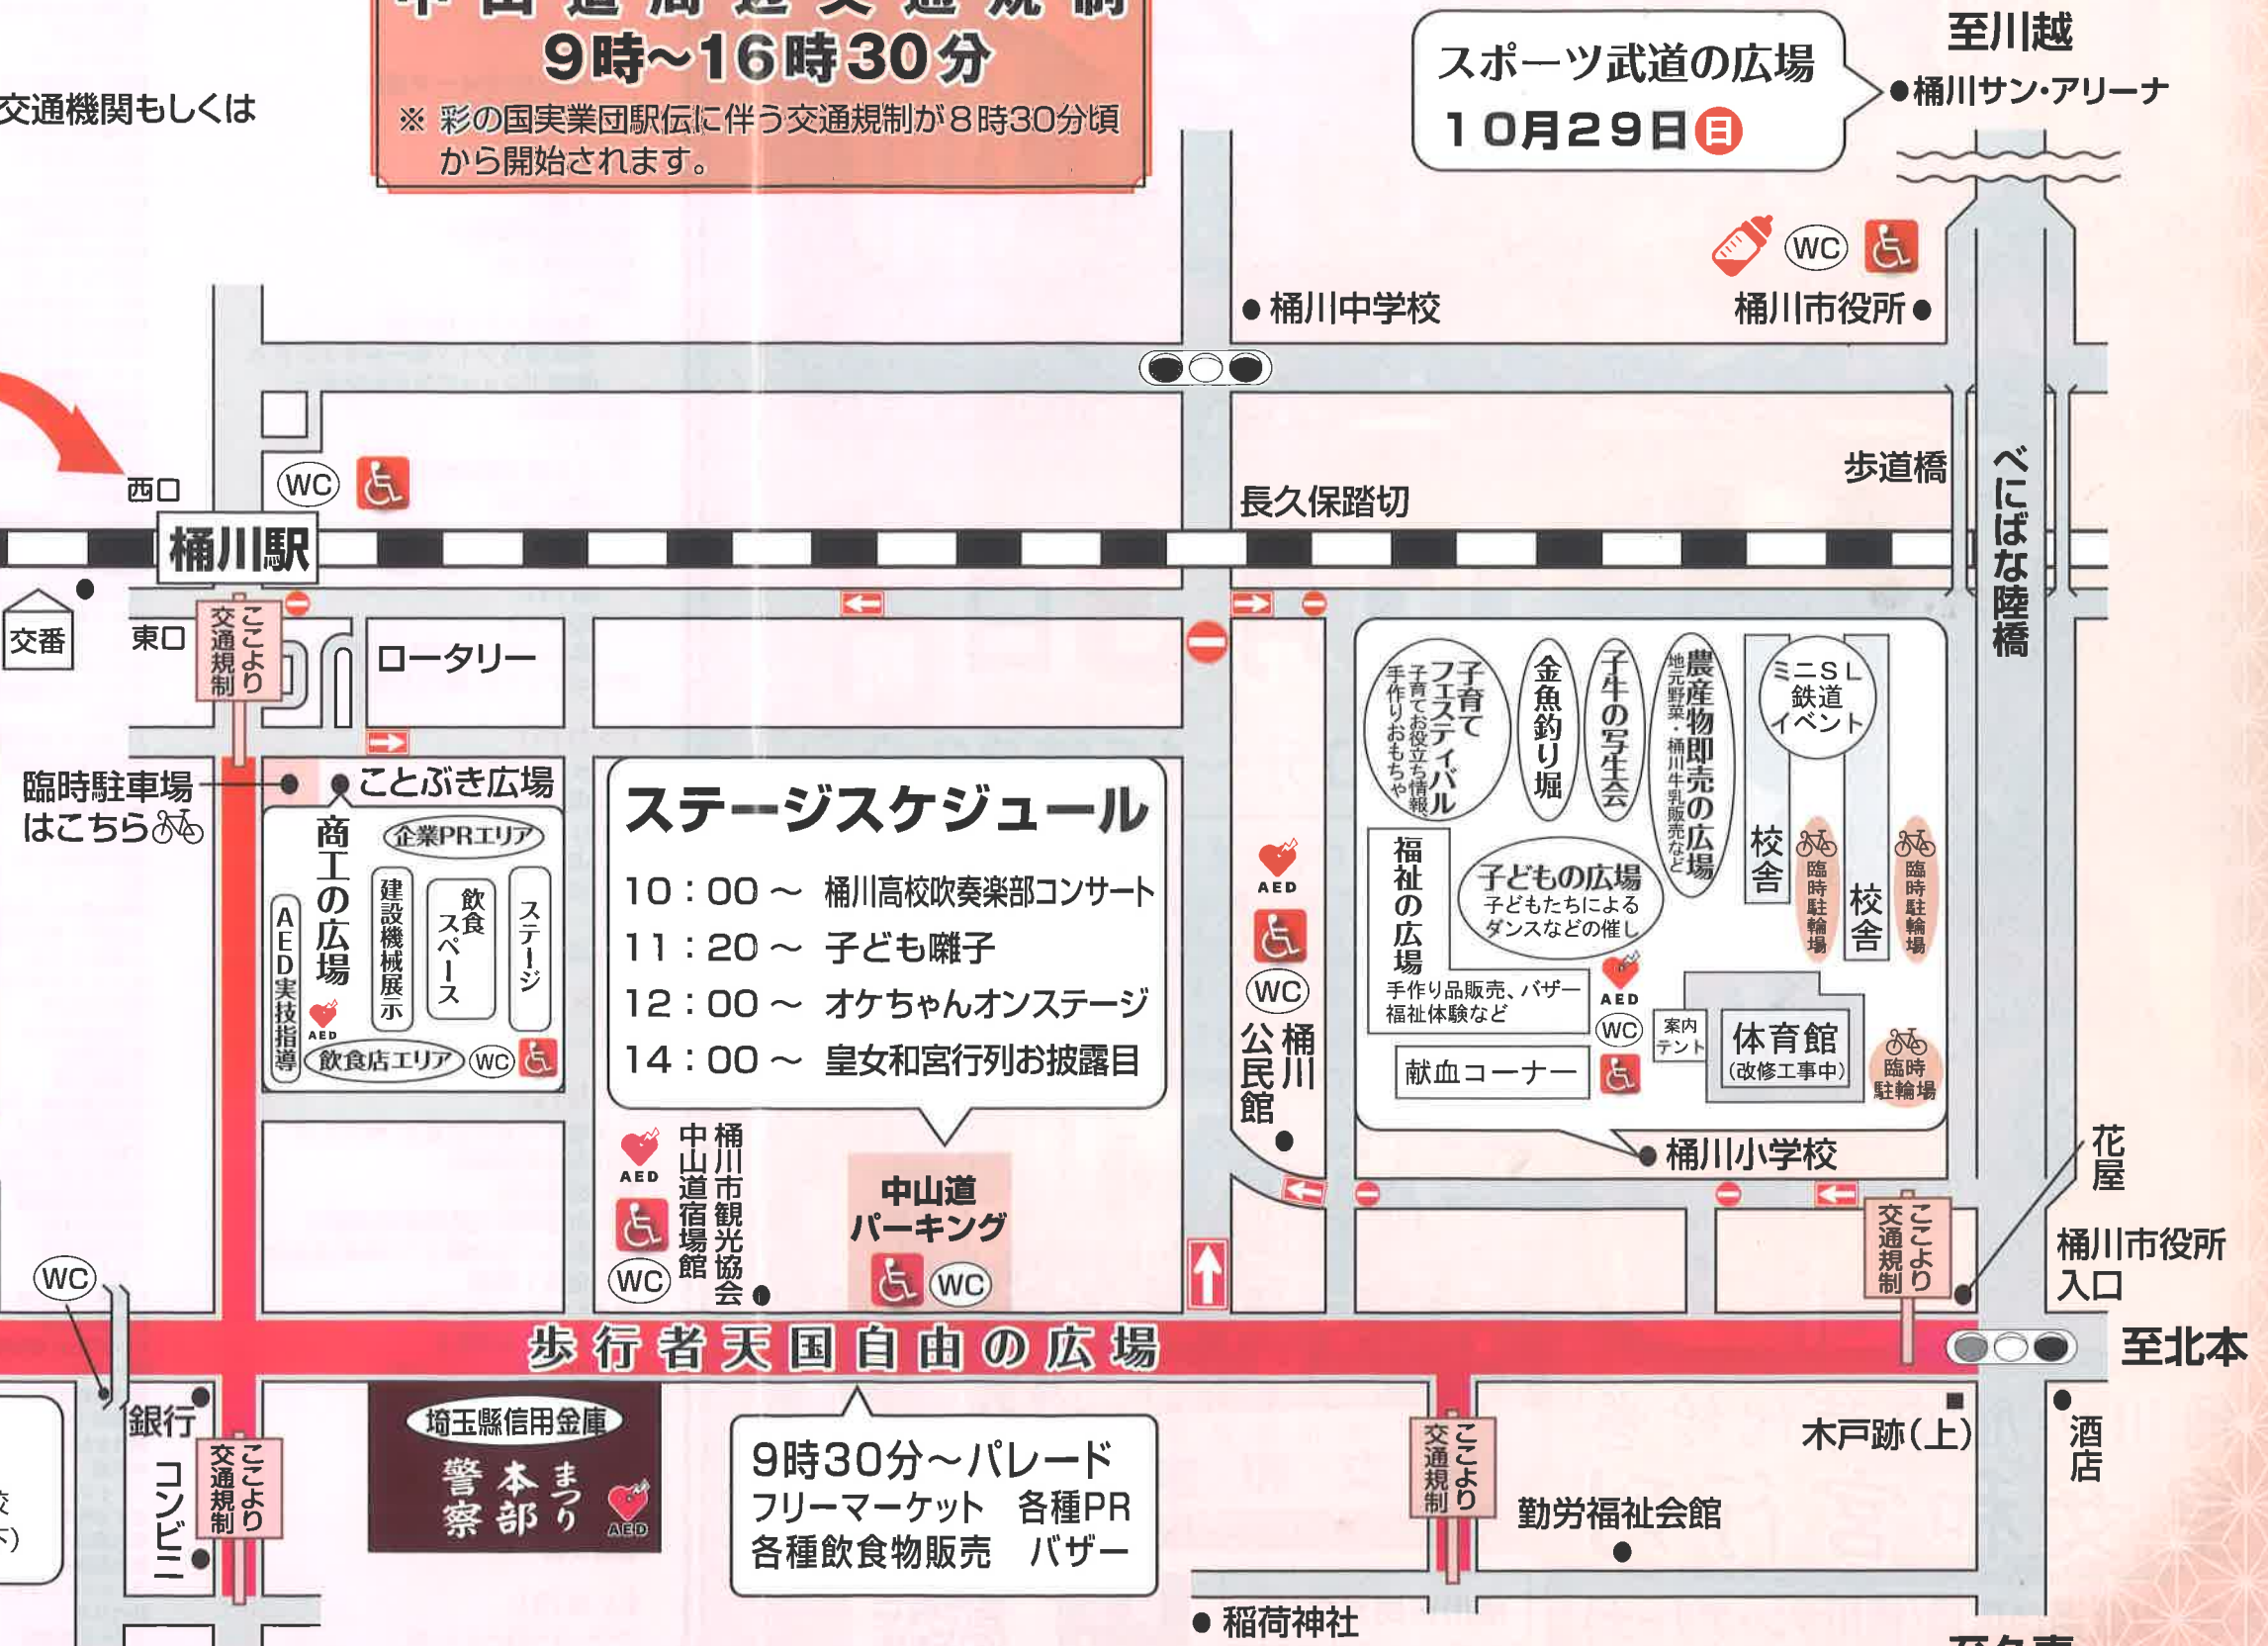 中山道周辺交通規制
9時～16時30分
※ 彩の国実業団駅伝に伴う交通規制が8時30分頃
から開始されます。
交通機関もしくは
スポーツ武道の広場
10月29日㊐
至川越
桶川サン・アリーナ
WC
桶川市役所
桶川中学校
西口
WC
桶川駅
長久保踏切
歩道橋
べにばな陸橋
交番
東口
ここより
交通規制
ロータリー
臨時駐車場
はこちら
ことぶき広場
商工の広場
企業PRエリア
建設機械展示
飲食
スペース
ステージ
AED実技指導
AED
飲食店エリア
WC
ステージスケジュール
10：00～ 桶川高校吹奏楽部コンサート
11：20～ 子ども囃子
12：00～ オケちゃんオンステージ
14：00～ 皇女和宮行列お披露目
AED
WC
桶川市観光協会
中山道宿場館
中山道
パーキング
WC
AED
WC
桶川
公民館
子育て
フェスティバル
子育てお役立ち情報、
手作りおもちゃ
金魚釣り堀
子牛の写生会
農産物即売の広場
地元野菜・桶川牛乳販売など
ミニSL
鉄道
イベント
校舎
臨時駐輪場
校舎
臨時駐輪場
福祉の広場
手作り品販売、バザー
福祉体験など
子どもの広場
子どもたちによる
ダンスなどの催し
AED
WC
献血コーナー
案内
テント
体育館
(改修工事中)
臨時
駐輪場
桶川小学校
花屋
ここより
交通規制
桶川市役所
入口
WC
歩行者天国自由の広場
至北本
銀行
コンビニ
ここより
交通規制
埼玉縣信用金庫
まつり
本部
警察
AED
9時30分～パレード
フリーマーケット 各種PR
各種飲食物販売 バザー
ここより
交通規制
木戸跡(上)
酒店
勤労福祉会館
稲荷神社